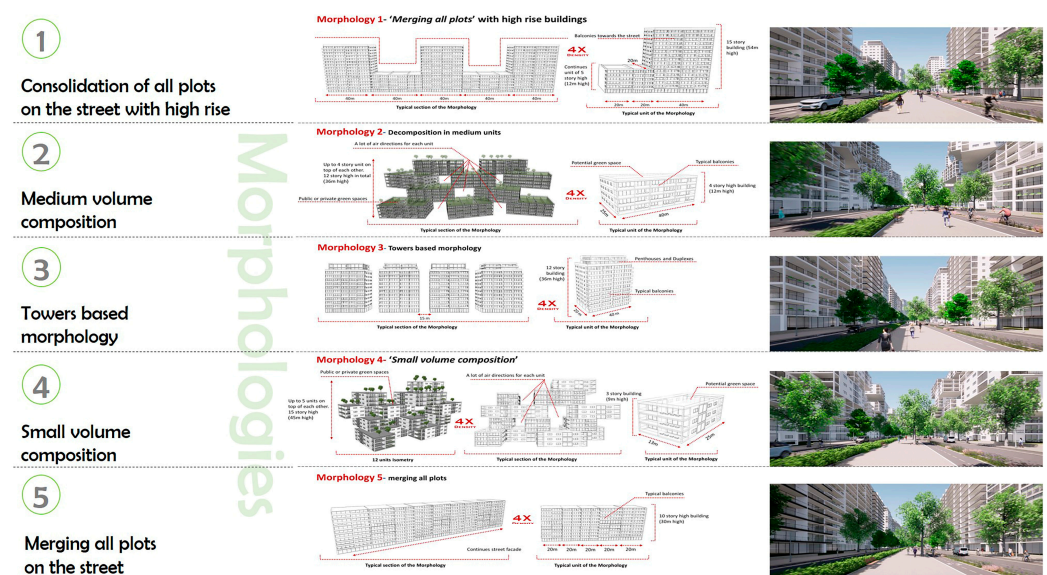 1
Consolidation of all plots
on the street with high rise
Morphology 1- 'Merging all plots' with high rise buildings
Balconies towards the street
4X
DENSITY
Continues
unit of 5
story high
(12m high)
20m
15 story
building (54m
high)
40m 40m 40m 40m 40m
Typical section of the Morphology
20m 20m 40m
Typical unit of the Morphology
Morphologies
2
Medium volume
composition
Morphology 2- Decomposition in medium units
A lot of air directions for each unit
Up to 4 story unit on
top of each other.
12 story high in total
(36m high)
Public or private green spaces
Typical section of the Morphology
4X
DENSITY
Potential green space
Typical balconies
4 story high building
(12m high)
40m
Typical unit of the Morphology
3
Towers based
morphology
Morphology 3- Towers based morphology
15 m
Typical section of the Morphology
4X
DENSITY
12 story
building
(36m high)
Penthouses and Duplexes
Typical balconies
40m
Typical unit of the Morphology
4
Small volume
composition
Morphology 4- 'Small volume composition'
Public or private green spaces
Up to 5 units on
top of each other.
15 story high
(45m high)
12 units Isometry
4X
DENSITY
A lot of air directions for each unit
Typical section of the Morphology
3 story building
(9m high)
Potential green space
13m
25m
Typical unit of the Morphology
5
Merging all plots
on the street
Morphology 5- merging all plots
Continues street facade
Typical section of the Morphology
4X
DENSITY
Typical balconies
10 story high building
(30m high)
20m 20m 20m 20m 20m
Typical unit of the Morphology